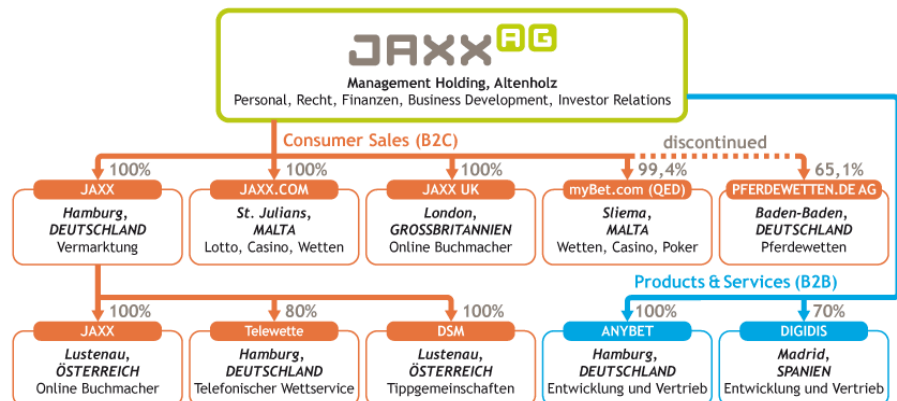 JAXX AG
Management Holding, Altenholz
Personal, Recht, Finanzen, Business Development, Investor Relations
Consumer Sales (B2C)
discontinued
100%
100%
100%
99,4%
65,1%
JAXX
Hamburg,
DEUTSCHLAND
Vermarktung
JAXX.COM
St. Julians,
MALTA
Lotto, Casino, Wetten
JAXX UK
London,
GROSSBRITANNIEN
Online Buchmacher
myBet.com (QED)
Sliema,
MALTA
Wetten, Casino, Poker
PFERDEWETTEN.DE AG
Baden-Baden,
DEUTSCHLAND
Pferdewetten
Products & Services (B2B)
100%
80%
100%
100%
70%
JAXX
Lustenau,
ÖSTERREICH
Online Buchmacher
Telewette
Hamburg,
DEUTSCHLAND
Telefonischer Wettservice
DSM
Lustenau,
ÖSTERREICH
Tippgemeinschaften
ANYBET
Hamburg,
DEUTSCHLAND
Entwicklung und Vertrieb
DIGIDIS
Madrid,
SPANIEN
Entwicklung und Vertrieb